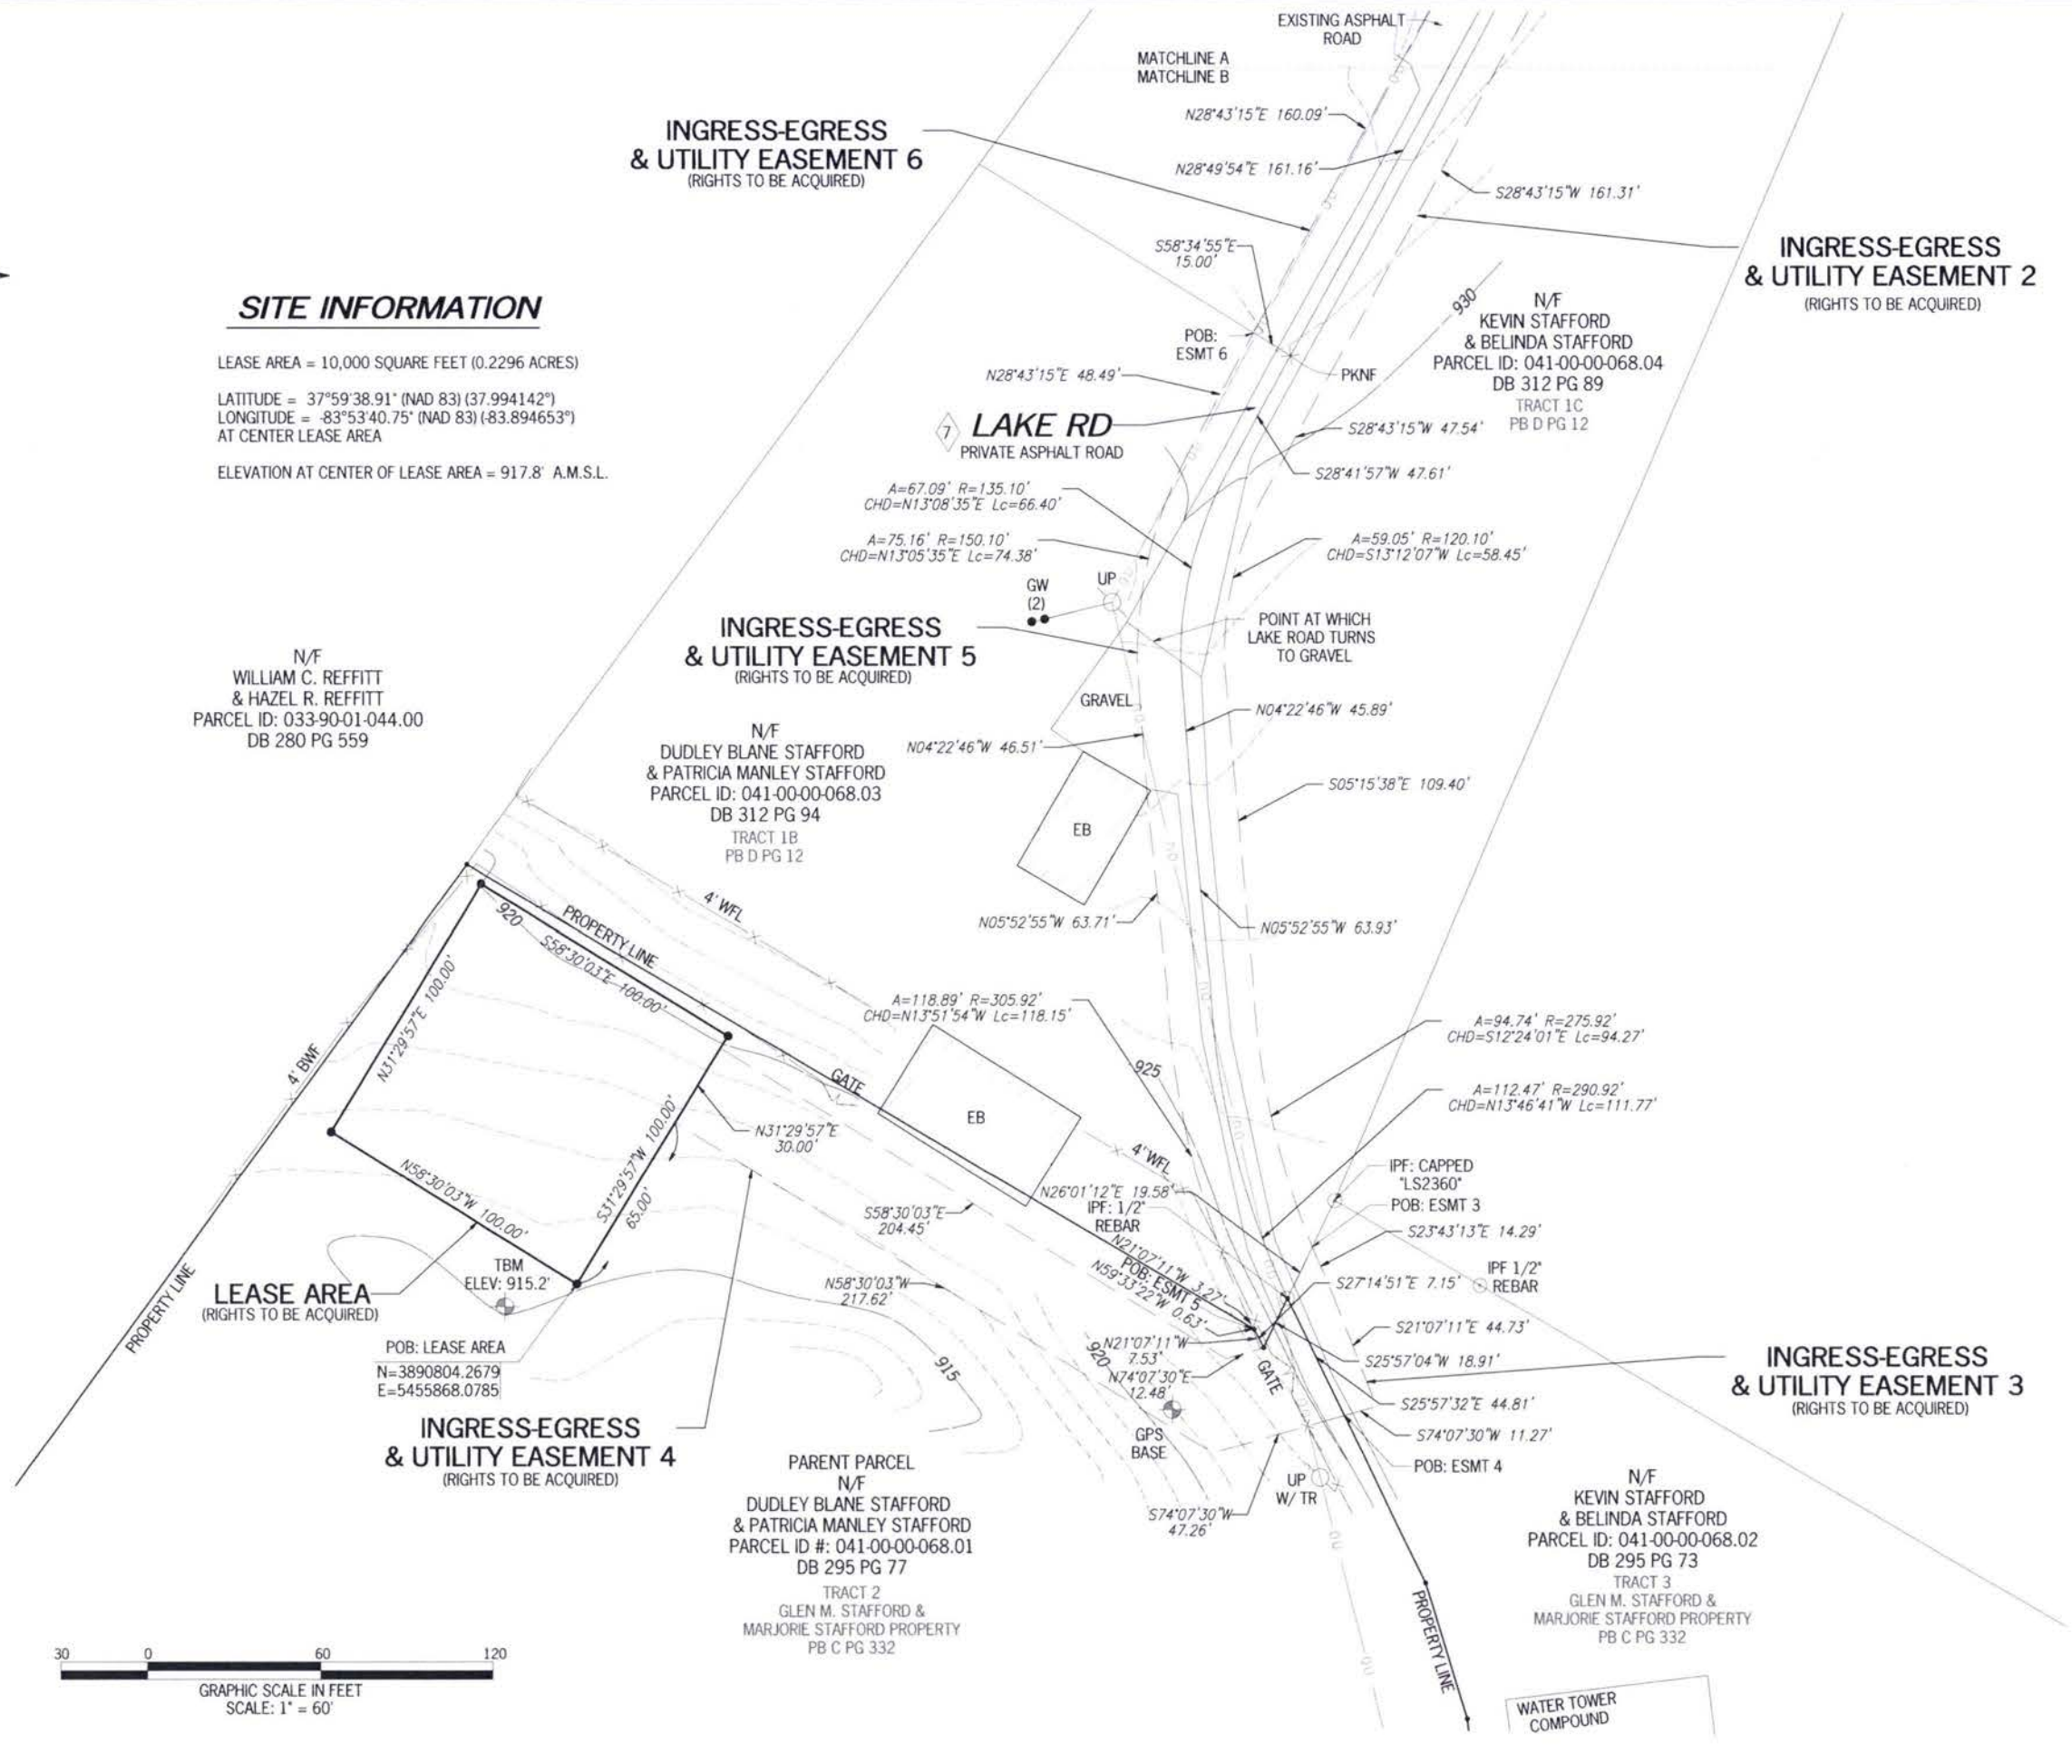 EXISTING ASPHALT
ROAD
MATCHLINE A
MATCHLINE B
N28°43'15"E 160.09'
INGRESS-EGRESS
& UTILITY EASEMENT 6
(RIGHTS TO BE ACQUIRED)
N28°49'54"E 161.16'
S28°43'15"W 161.31'
S58°34'55"E
15.00'
INGRESS-EGRESS
& UTILITY EASEMENT 2
(RIGHTS TO BE ACQUIRED)
SITE INFORMATION
LEASE AREA = 10,000 SQUARE FEET (0.2296 ACRES)
LATITUDE = 37°59'38.91" (NAD 83) (37.994142°)
LONGITUDE = -83°53'40.75" (NAD 83) (-83.894653°)
AT CENTER LEASE AREA
ELEVATION AT CENTER OF LEASE AREA = 917.8' A.M.S.L.
930
N/F
KEVIN STAFFORD
& BELINDA STAFFORD
PARCEL ID: 041-00-00-068.04
DB 312 PG 89
TRACT 1C
PB D PG 12
POB:
ESMT 6
PKNF
N28°43'15"E 48.49'
7
LAKE RD
PRIVATE ASPHALT ROAD
S28°43'15"W 47.54'
S28°41'57"W 47.61'
A=67.09' R=135.10'
CHD=N13°08'35"E Lc=66.40'
A=75.16' R=150.10'
CHD=N13°05'35"E Lc=74.38'
A=59.05' R=120.10'
CHD=S13°12'07"W Lc=58.45'
GW
(2)
UP
INGRESS-EGRESS
& UTILITY EASEMENT 5
(RIGHTS TO BE ACQUIRED)
POINT AT WHICH
LAKE ROAD TURNS
TO GRAVEL
N/F
WILLIAM C. REFFITT
& HAZEL R. REFFITT
PARCEL ID: 033-90-01-044.00
DB 280 PG 559
GRAVEL
N04°22'46"W 45.89'
N/F
DUDLEY BLANE STAFFORD
& PATRICIA MANLEY STAFFORD
PARCEL ID: 041-00-00-068.03
DB 312 PG 94
TRACT 1B
PB D PG 12
N04°22'46"W 46.51'
S05°15'38"E 109.40'
EB
4' WFL
920
PROPERTY LINE
S58°30'03"E 100.00'
N05°52'55"W 63.71'
N05°52'55"W 63.93'
N31°29'57"E 100.00'
4' BWF
A=118.89' R=305.92'
CHD=N13°51'54"W Lc=118.15'
A=94.74' R=275.92'
CHD=S12°24'01"E Lc=94.27'
925
GATE
EB
A=112.47' R=290.92'
CHD=N13°46'41"W Lc=111.77'
N31°29'57"E
30.00'
S31°29'57"W 100.00'
65.00'
N58°30'03"W 100.00'
4' WFL
IPF: CAPPED
"LS2360"
POB: ESMT 3
N26°01'12"E 19.58'
IPF: 1/2"
REBAR
S58°30'03"E
204.45'
S23°43'13"E 14.29'
N21°07'11"W 3.27'
POB: ESMT 5
N59°33'22"W 0.63'
IPF 1/2"
REBAR
S27°14'51"E 7.15'
TBM
ELEV: 915.2'
LEASE AREA
(RIGHTS TO BE ACQUIRED)
PROPERTY LINE
N58°30'03"W
217.62'
S21°07'11"E 44.73'
POB: LEASE AREA
N=3890804.2679
E=5455868.0785
915
920
N21°07'11"W
7.53'
N74°07'30"E
12.48'
GATE
S25°57'04"W 18.91'
INGRESS-EGRESS
& UTILITY EASEMENT 3
(RIGHTS TO BE ACQUIRED)
S25°57'32"E 44.81'
GPS
BASE
S74°07'30"W 11.27'
INGRESS-EGRESS
& UTILITY EASEMENT 4
(RIGHTS TO BE ACQUIRED)
POB: ESMT 4
UP
W/ TR
S74°07'30"W
47.26'
PARENT PARCEL
N/F
DUDLEY BLANE STAFFORD
& PATRICIA MANLEY STAFFORD
PARCEL ID #: 041-00-00-068.01
DB 295 PG 77
TRACT 2
GLEN M. STAFFORD &
MARJORIE STAFFORD PROPERTY
PB C PG 332
N/F
KEVIN STAFFORD
& BELINDA STAFFORD
PARCEL ID: 041-00-00-068.02
DB 295 PG 73
TRACT 3
GLEN M. STAFFORD &
MARJORIE STAFFORD PROPERTY
PB C PG 332
PROPERTY LINE
30 0 60 120
GRAPHIC SCALE IN FEET
SCALE: 1" = 60'
WATER TOWER
COMPOUND